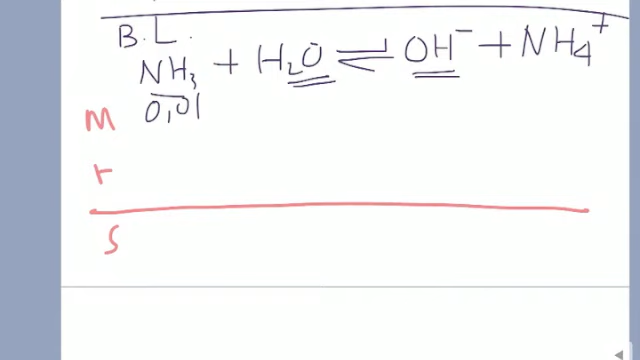 B.L.
NH₃ + H₂O ⇌ OH⁻ + NH₄⁺
0,01
M
r
S